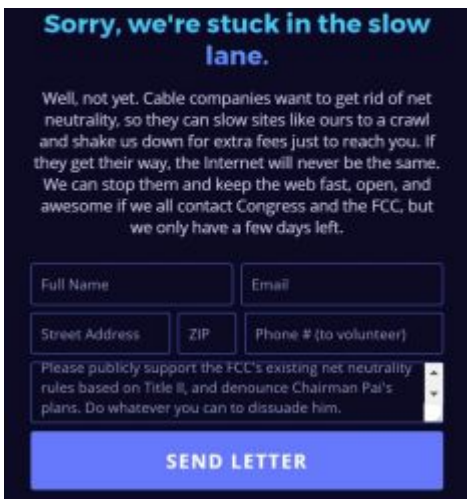 Sorry, we're stuck in the slow
lane.
Well, not yet. Cable companies want to get rid of net
neutrality, so they can slow sites like ours to a crawl
and shake us down for extra fees just to reach you. If
they get their way, the Internet will never be the same.
We can stop them and keep the web fast, open, and
awesome if we all contact Congress and the FCC, but
we only have a few days left.
Full Name Email
Street Address ZIP Phone # (to volunteer)
Please publicly support the FCC's existing net neutrality
rules based on Title II, and denounce Chairman Pai's
plans. Do whatever you can to dissuade him.
SEND LETTER